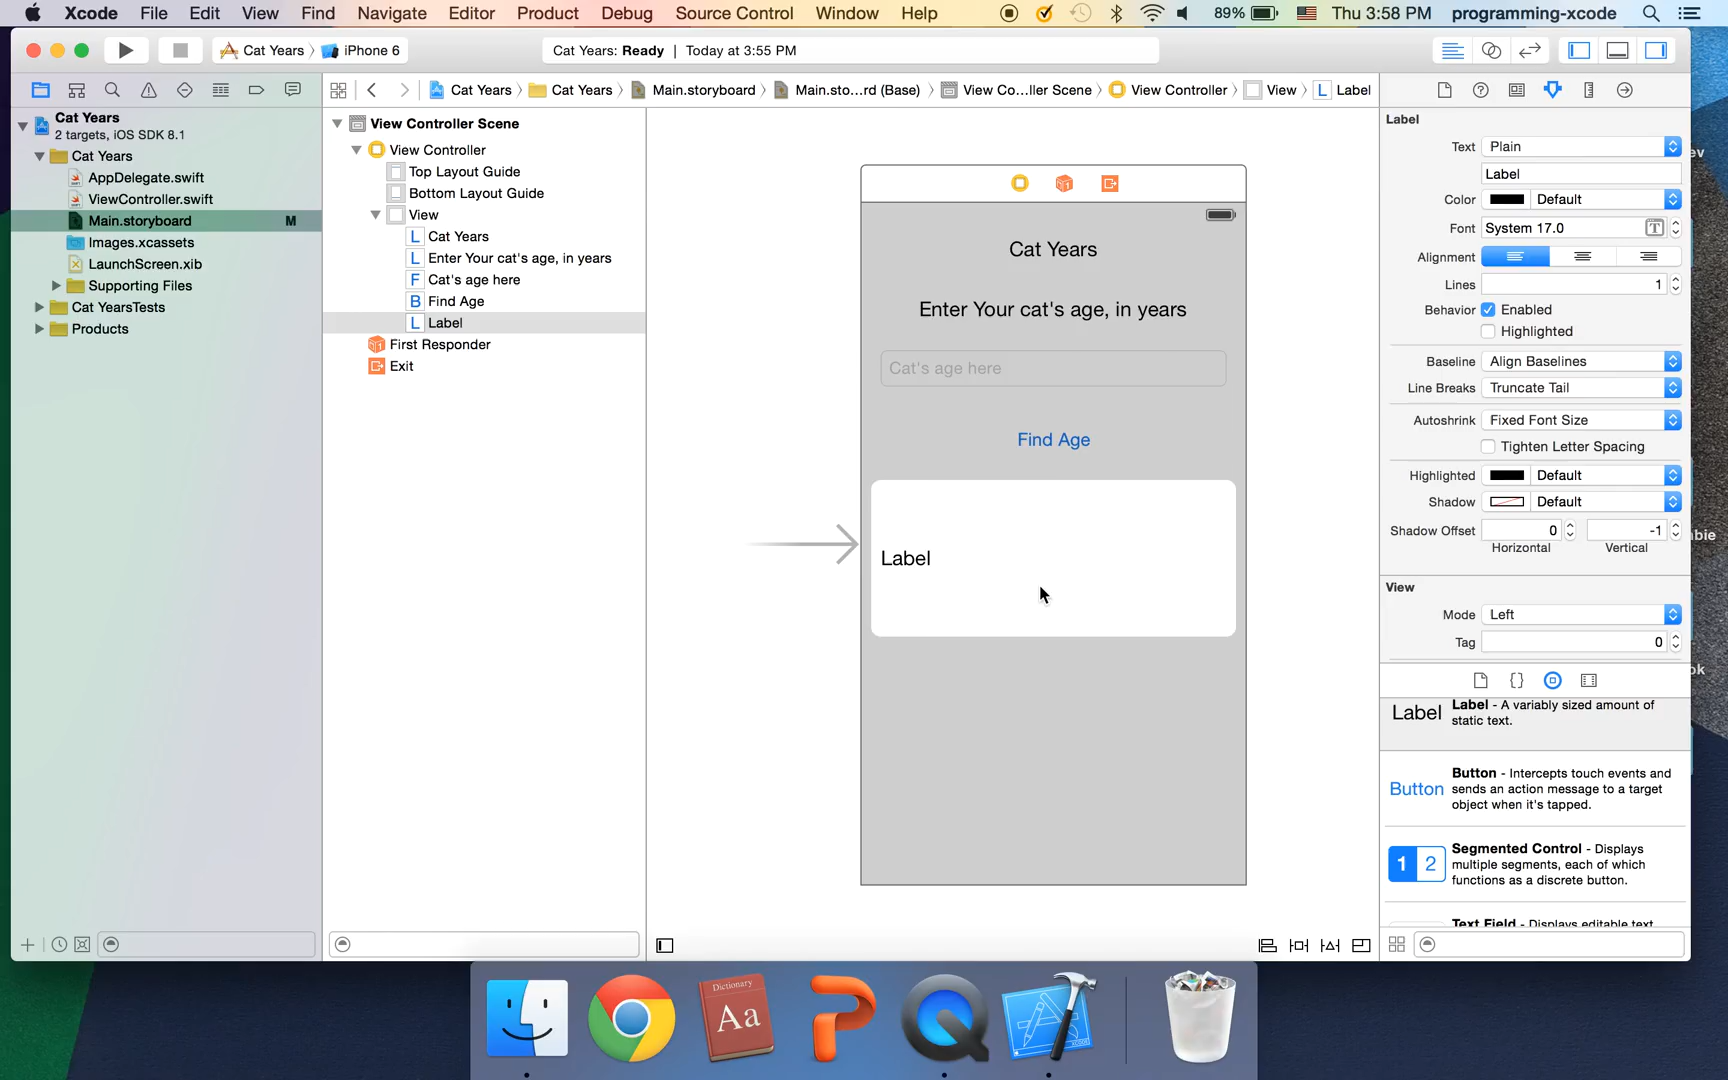 Xcode File Edit View Find Navigate Editor Product Debug Source Control Window Help 89% Thu 3:58 PM programming-xcode
Cat Years iPhone 6 Cat Years: Ready | Today at 3:55 PM
Cat Years Cat Years Main.storyboard Main.sto...rd (Base) View Co...ller Scene View Controller View L Label
Cat Years
2 targets, iOS SDK 8.1
Cat Years
AppDelegate.swift
ViewController.swift
Main.storyboard M
Images.xcassets
LaunchScreen.xib
Supporting Files
Cat YearsTests
Products
View Controller Scene
View Controller
Top Layout Guide
Bottom Layout Guide
View
L Cat Years
L Enter Your cat's age, in years
F Cat's age here
B Find Age
L Label
First Responder
Exit
Cat Years
Enter Your cat's age, in years
Cat's age here
Find Age
Label
Label
Text Plain
Label
Color Default
Font System 17.0 T
Alignment
Lines 1
Behavior Enabled
Highlighted
Baseline Align Baselines
Line Breaks Truncate Tail
Autoshrink Fixed Font Size
Tighten Letter Spacing
Highlighted Default
Shadow Default
Shadow Offset 0 -1
Horizontal Vertical
View
Mode Left
Tag 0
Label Label - A variably sized amount of
static text.
Button Button - Intercepts touch events and
sends an action message to a target
object when it's tapped.
1 2 Segmented Control - Displays
multiple segments, each of which
functions as a discrete button.
Text Field - Displays editable text
Dictionary
Aa